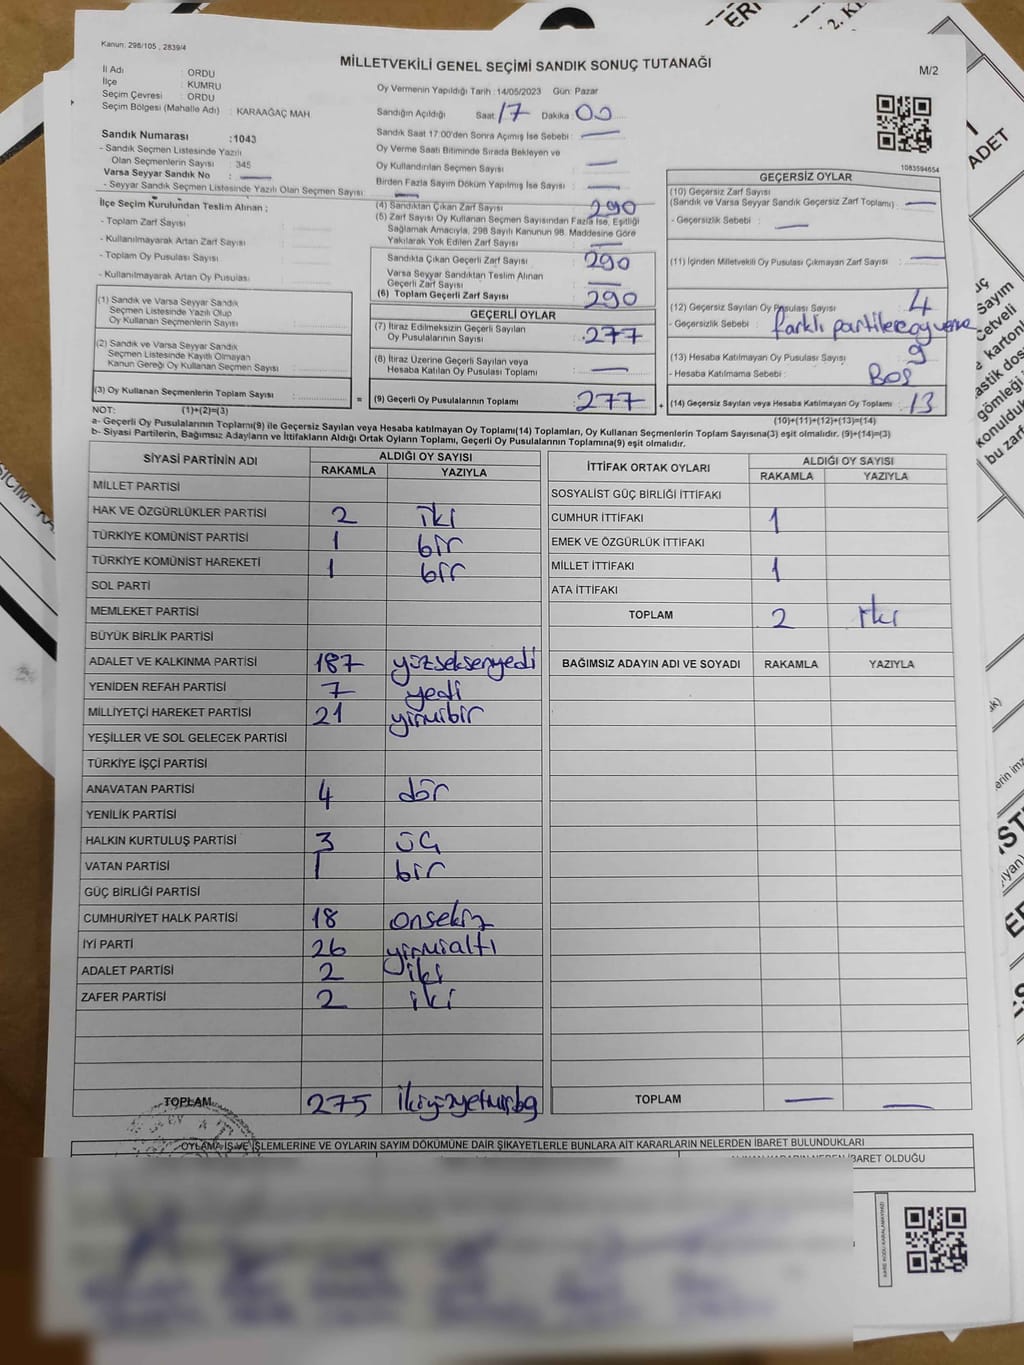 Kanun: 298/105 , 2839/4
MİLLETVEKİLİ GENEL SEÇİMİ SANDIK SONUÇ TUTANAĞI
M/2
İl Adı : ORDU
İlçe : KUMRU
Seçim Çevresi : ORDU
Seçim Bölgesi (Mahalle Adı) : KARAAĞAÇ MAH
Sandık Numarası :1043
- Sandık Seçmen Listesinde Yazılı
Olan Seçmenlerin Sayısı : 345
Varsa Seyyar Sandık No : —
- Seyyar Sandık Seçmen Listesinde Yazılı Olan Seçmen Sayısı : —
Oy Vermenin Yapıldığı Tarih : 14/05/2023 Gün: Pazar
Sandığın Açıldığı Saat 17 Dakika : 00
Sandık Saat 17:00'den Sonra Açılmış İse Sebebi : —
Oy Verme Saati Bitiminde Sırada Bekleyen ve
Oy Kullandırılan Seçmen Sayısı : —
Birden Fazla Sayım Döküm Yapılmış İse Sayısı : —
1083594654
İlçe Seçim Kurulundan Teslim Alınan ;
- Toplam Zarf Sayısı
- Kullanılmayarak Artan Zarf Sayısı
- Toplam Oy Pusulası Sayısı
- Kullanılmayarak Artan Oy Pusulası
(1) Sandık ve Varsa Seyyar Sandık
Seçmen Listesinde Yazılı Olup
Oy Kullanan Seçmenlerin Sayısı :
(2) Sandık ve Varsa Seyyar Sandık
Seçmen Listesinde Kayıtlı Olmayan
Kanun Gereği Oy Kullanan Seçmen Sayısı :
(3) Oy Kullanan Seçmenlerin Toplam Sayısı :
(4) Sandıktan Çıkan Zarf Sayısı : 290
(5) Zarf Sayısı Oy Kullanan Seçmen Sayısından Fazla İse, Eşitliği
Sağlamak Amacıyla, 298 Sayılı Kanunun 98. Maddesine Göre
Yakılarak Yok Edilen Zarf Sayısı : —
Sandıkta Çıkan Geçerli Zarf Sayısı : 290
Varsa Seyyar Sandıktan Teslim Alınan
Geçerli Zarf Sayısı : —
(6) Toplam Geçerli Zarf Sayısı : 290
GEÇERLİ OYLAR
(7) İtiraz Edilmeksizin Geçerli Sayılan
Oy Pusulalarının Sayısı : 277
(8) İtiraz Üzerine Geçerli Sayılan veya
Hesaba Katılan Oy Pusulası Toplamı : —
= (9) Geçerli Oy Pusulalarının Toplamı : 277 +
GEÇERSİZ OYLAR
(10) Geçersiz Zarf Sayısı
(Sandık ve Varsa Seyyar Sandık Geçersiz Zarf Toplamı) : —
- Geçersizlik Sebebi : —
(11) İçinden Milletvekili Oy Pusulası Çıkmayan Zarf Sayısı : —
(12) Geçersiz Sayılan Oy Pusulası Sayısı : 4
- Geçersizlik Sebebi : farklı partilere oy verme
(13) Hesaba Katılmayan Oy Pusulası Sayısı : 9
- Hesaba Katılmama Sebebi : Boş
(14) Geçersiz Sayılan veya Hesaba Katılmayan Oy Toplamı : 13
NOT: (1)+(2)=(3) (10)+(11)+(12)+(13)=(14)
a- Geçerli Oy Pusulalarının Toplamı(9) ile Geçersiz Sayılan veya Hesaba katılmayan Oy Toplamı(14) Toplamları, Oy Kullanan Seçmenlerin Toplam Sayısına(3) eşit olmalıdır. (9)+(14)=(3)
b- Siyasi Partilerin, Bağımsız Adayların ve İttifakların Aldığı Ortak Oyların Toplamı, Geçerli Oy Pusulalarının Toplamına(9) eşit olmalıdır.
SİYASİ PARTİNİN ADI ALDIĞI OY SAYISI
RAKAMLA YAZIYLA
MİLLET PARTİSİ
HAK VE ÖZGÜRLÜKLER PARTİSİ 2 iki
TÜRKİYE KOMÜNİST PARTİSİ 1 bir
TÜRKİYE KOMÜNİST HAREKETİ 1 bir
SOL PARTİ
MEMLEKET PARTİSİ
BÜYÜK BİRLİK PARTİSİ
ADALET VE KALKINMA PARTİSİ 187 yüzseksenyedi
YENİDEN REFAH PARTİSİ 7 yedi
MİLLİYETÇİ HAREKET PARTİSİ 21 yirmibir
YEŞİLLER VE SOL GELECEK PARTİSİ
TÜRKİYE İŞÇİ PARTİSİ
ANAVATAN PARTİSİ 4 dör
YENİLİK PARTİSİ
HALKIN KURTULUŞ PARTİSİ 3 üç
VATAN PARTİSİ 1 bir
GÜÇ BİRLİĞİ PARTİSİ
CUMHURİYET HALK PARTİSİ 18 onsekiz
İYİ PARTİ 26 yirmialtı
ADALET PARTİSİ 2 iki
ZAFER PARTİSİ 2 iki
TOPLAM 275
İTTİFAK ORTAK OYLARI ALDIĞI OY SAYISI
RAKAMLA YAZIYLA
SOSYALİST GÜÇ BİRLİĞİ İTTİFAKI
CUMHUR İTTİFAKI 1
EMEK VE ÖZGÜRLÜK İTTİFAKI
MİLLET İTTİFAKI 1
ATA İTTİFAKI
TOPLAM 2 iki
BAĞIMSIZ ADAYIN ADI VE SOYADI RAKAMLA YAZIYLA
TOPLAM — —
OYLAMA İŞ VE İŞLEMLERİNE VE OYLARIN SAYIM DÖKÜMÜNE DAİR ŞİKAYETLERLE BUNLARA AİT KARARLARIN NELERDEN İBARET BULUNDUKLARI
İBARET OLDUĞU
KARE KODU KARALAMAYINIZ!
ADET